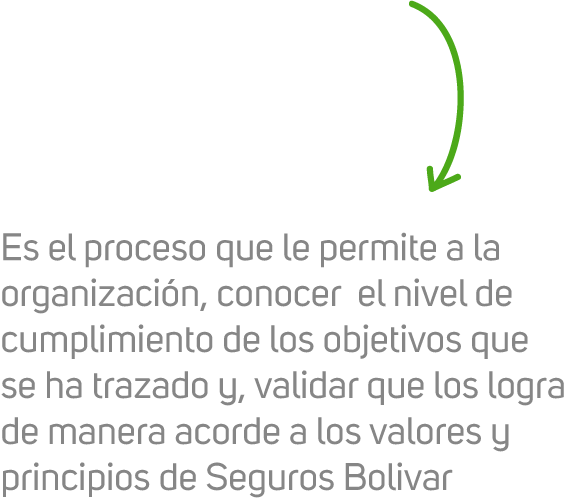 Es el proceso que le permite a la
organización, conocer  el nivel de
cumplimiento de los objetivos que
se ha trazado y, validar que los logra
de manera acorde a los valores y
principios de Seguros Bolivar